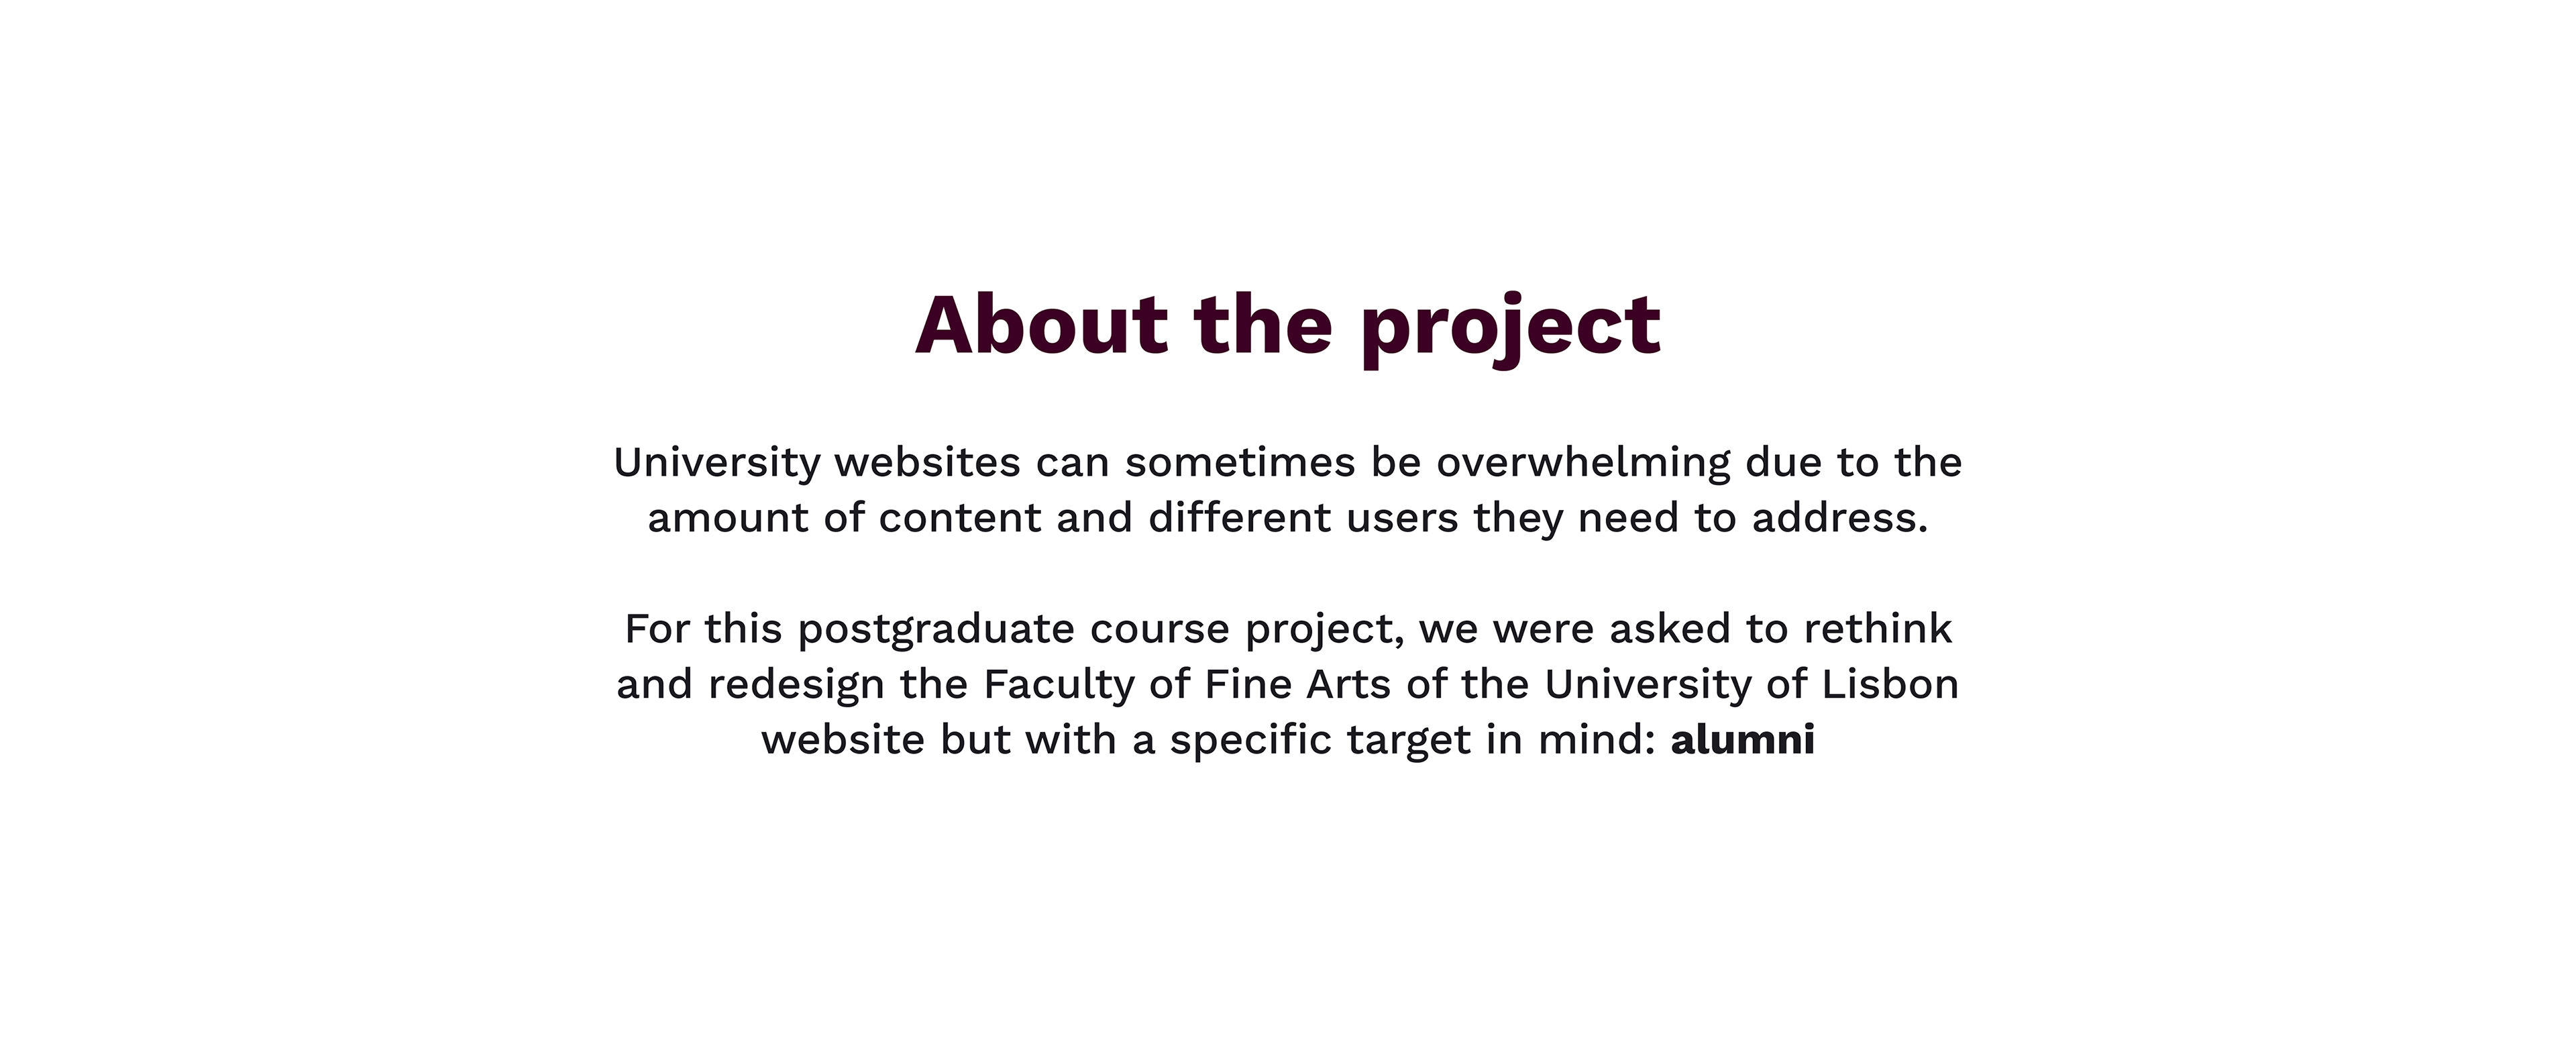 About the project
University websites can sometimes be overwhelming due to the
amount of content and different users they need to address.
For this postgraduate course project, we were asked to rethink
and redesign the Faculty of Fine Arts of the University of Lisbon
website but with a specific target in mind: alumni